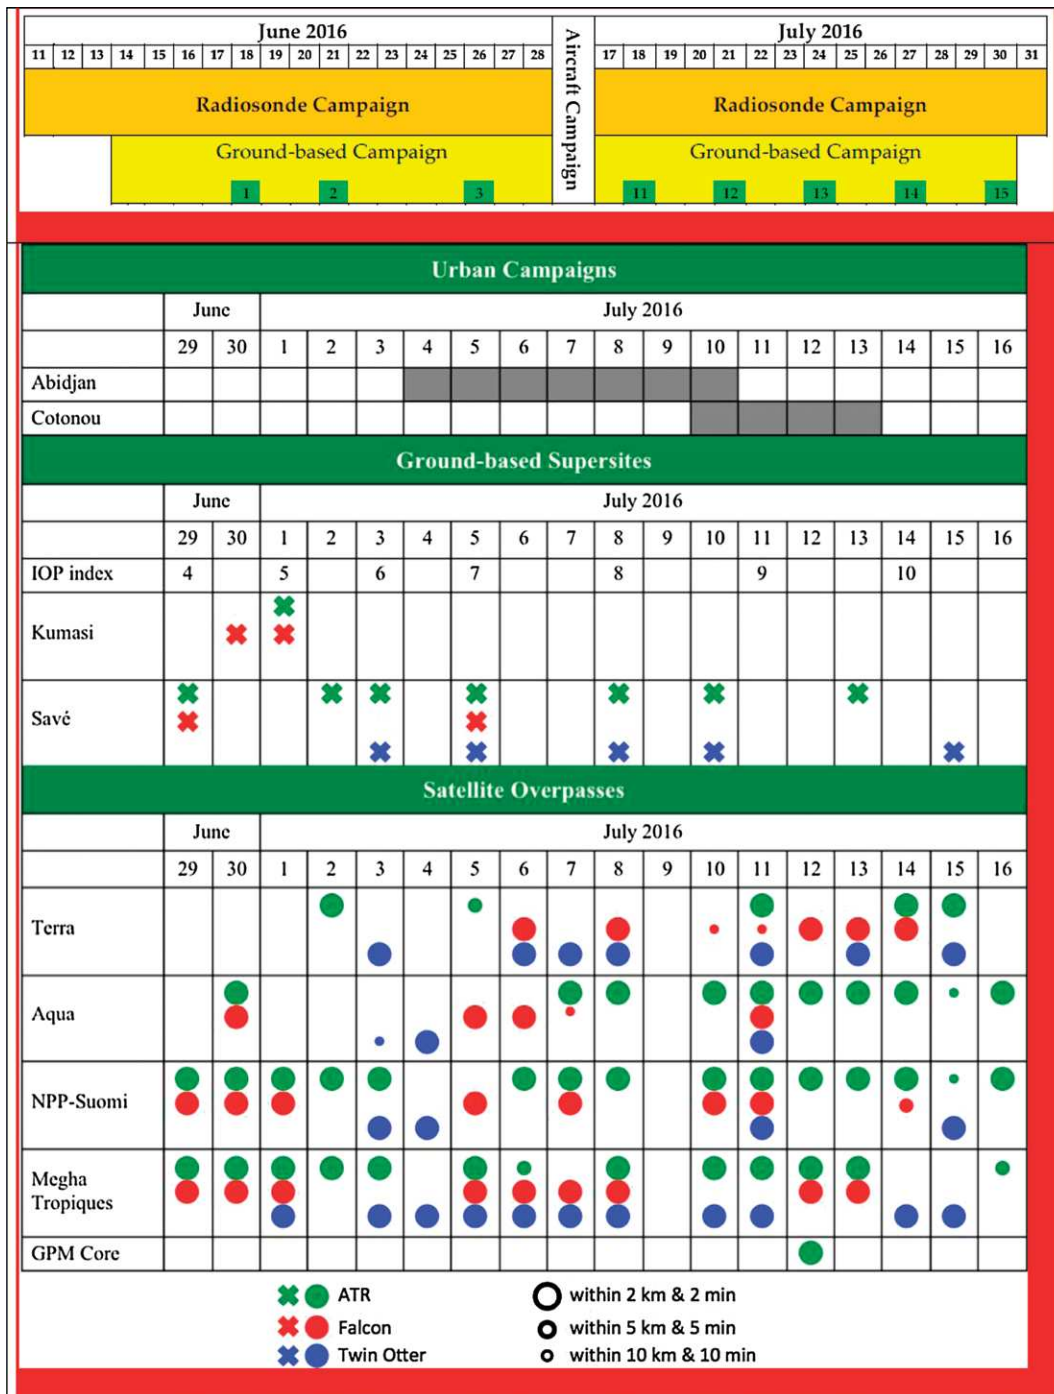 June 2016
July 2016
11 12 13 14 15 16 17 18 19 20 21 22 23 24 25 26 27 28
Aircraft Campaign
17 18 19 20 21 22 23 24 25 26 27 28 29 30 31
Radiosonde Campaign
Radiosonde Campaign
Ground-based Campaign
Ground-based Campaign
1 2 3
11 12 13 14 15
Urban Campaigns
June July 2016
29 30 1 2 3 4 5 6 7 8 9 10 11 12 13 14 15 16
Abidjan
Cotonou
Ground-based Supersites
June July 2016
29 30 1 2 3 4 5 6 7 8 9 10 11 12 13 14 15 16
IOP index 4 5 6 7 8 9 10
Kumasi
Savé
Satellite Overpasses
June July 2016
29 30 1 2 3 4 5 6 7 8 9 10 11 12 13 14 15 16
Terra
Aqua
NPP-Suomi
Megha
Tropiques
GPM Core
ATR within 2 km & 2 min
Falcon within 5 km & 5 min
Twin Otter within 10 km & 10 min